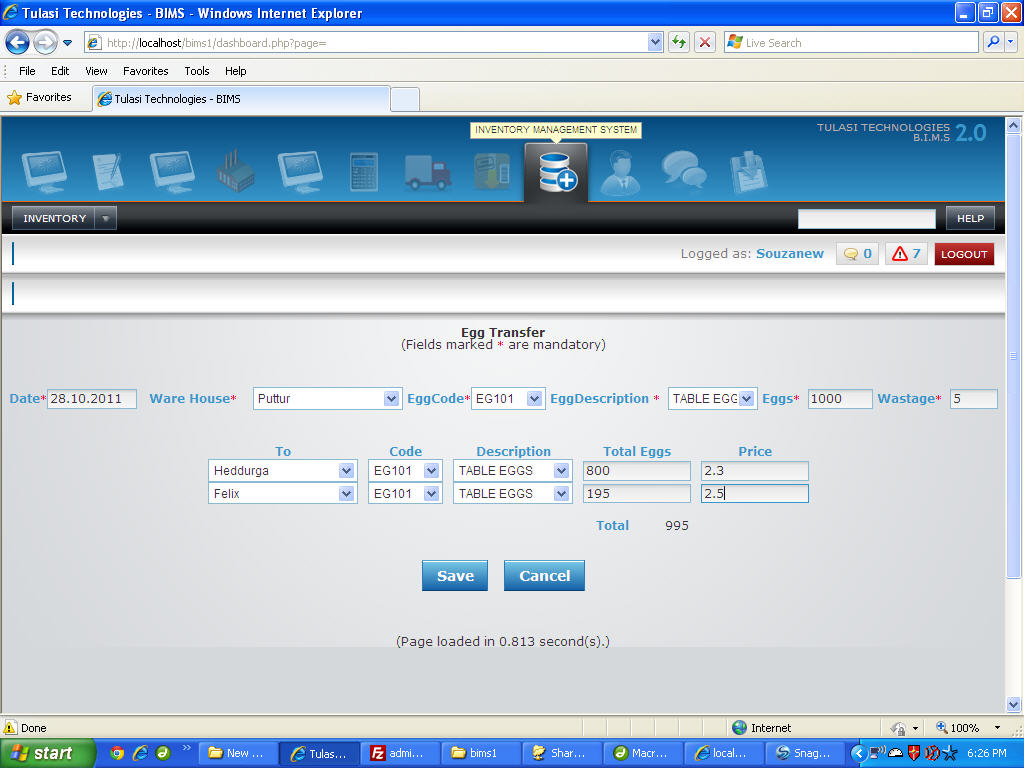 Tulasi Technologies - BIMS - Windows Internet Explorer
http://localhost/bims1/dashboard.php?page=
Live Search
File Edit View Favorites Tools Help
Favorites Tulasi Technologies - BIMS
INVENTORY MANAGEMENT SYSTEM
TULASI TECHNOLOGIES
B.I.M.S 2.0
INVENTORY HELP
Logged as: Souzanew 0 7 LOGOUT
Egg Transfer
(Fields marked * are mandatory)
Date* 28.10.2011 Ware House* Puttur EggCode* EG101 EggDescription * TABLE EGG Eggs* 1000 Wastage* 5
To Code Description Total Eggs Price
Heddurga EG101 TABLE EGGS 800 2.3
Felix EG101 TABLE EGGS 195 2.5
Total 995
Save Cancel
(Page loaded in 0.813 second(s).)
Done Internet 100%
start New ... Tulas... admi... bims1 Shar... Macr... local... Snag... 6:26 PM